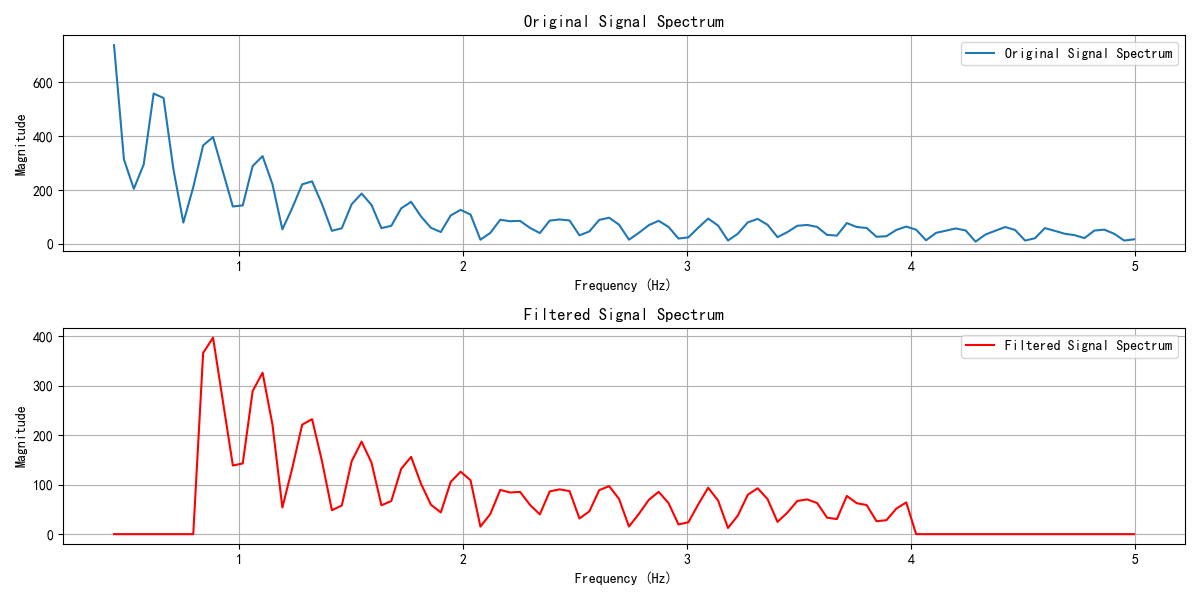 Original Signal Spectrum
Original Signal Spectrum
Magnitude
600
400
200
0
1 2 3 4 5
Frequency (Hz)
Filtered Signal Spectrum
Filtered Signal Spectrum
Magnitude
400
300
200
100
0
1 2 3 4 5
Frequency (Hz)